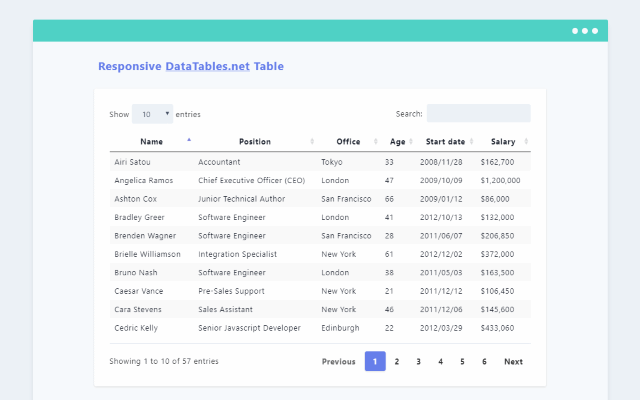 Responsive DataTables.net Table
Show 10 entries Search:
Name Position Office Age Start date Salary
Airi Satou Accountant Tokyo 33 2008/11/28 $162,700
Angelica Ramos Chief Executive Officer (CEO) London 47 2009/10/09 $1,200,000
Ashton Cox Junior Technical Author San Francisco 66 2009/01/12 $86,000
Bradley Greer Software Engineer London 41 2012/10/13 $132,000
Brenden Wagner Software Engineer San Francisco 28 2011/06/07 $206,850
Brielle Williamson Integration Specialist New York 61 2012/12/02 $372,000
Bruno Nash Software Engineer London 38 2011/05/03 $163,500
Caesar Vance Pre-Sales Support New York 21 2011/12/12 $106,450
Cara Stevens Sales Assistant New York 46 2011/12/06 $145,600
Cedric Kelly Senior Javascript Developer Edinburgh 22 2012/03/29 $433,060
Showing 1 to 10 of 57 entries Previous 1 2 3 4 5 6 Next